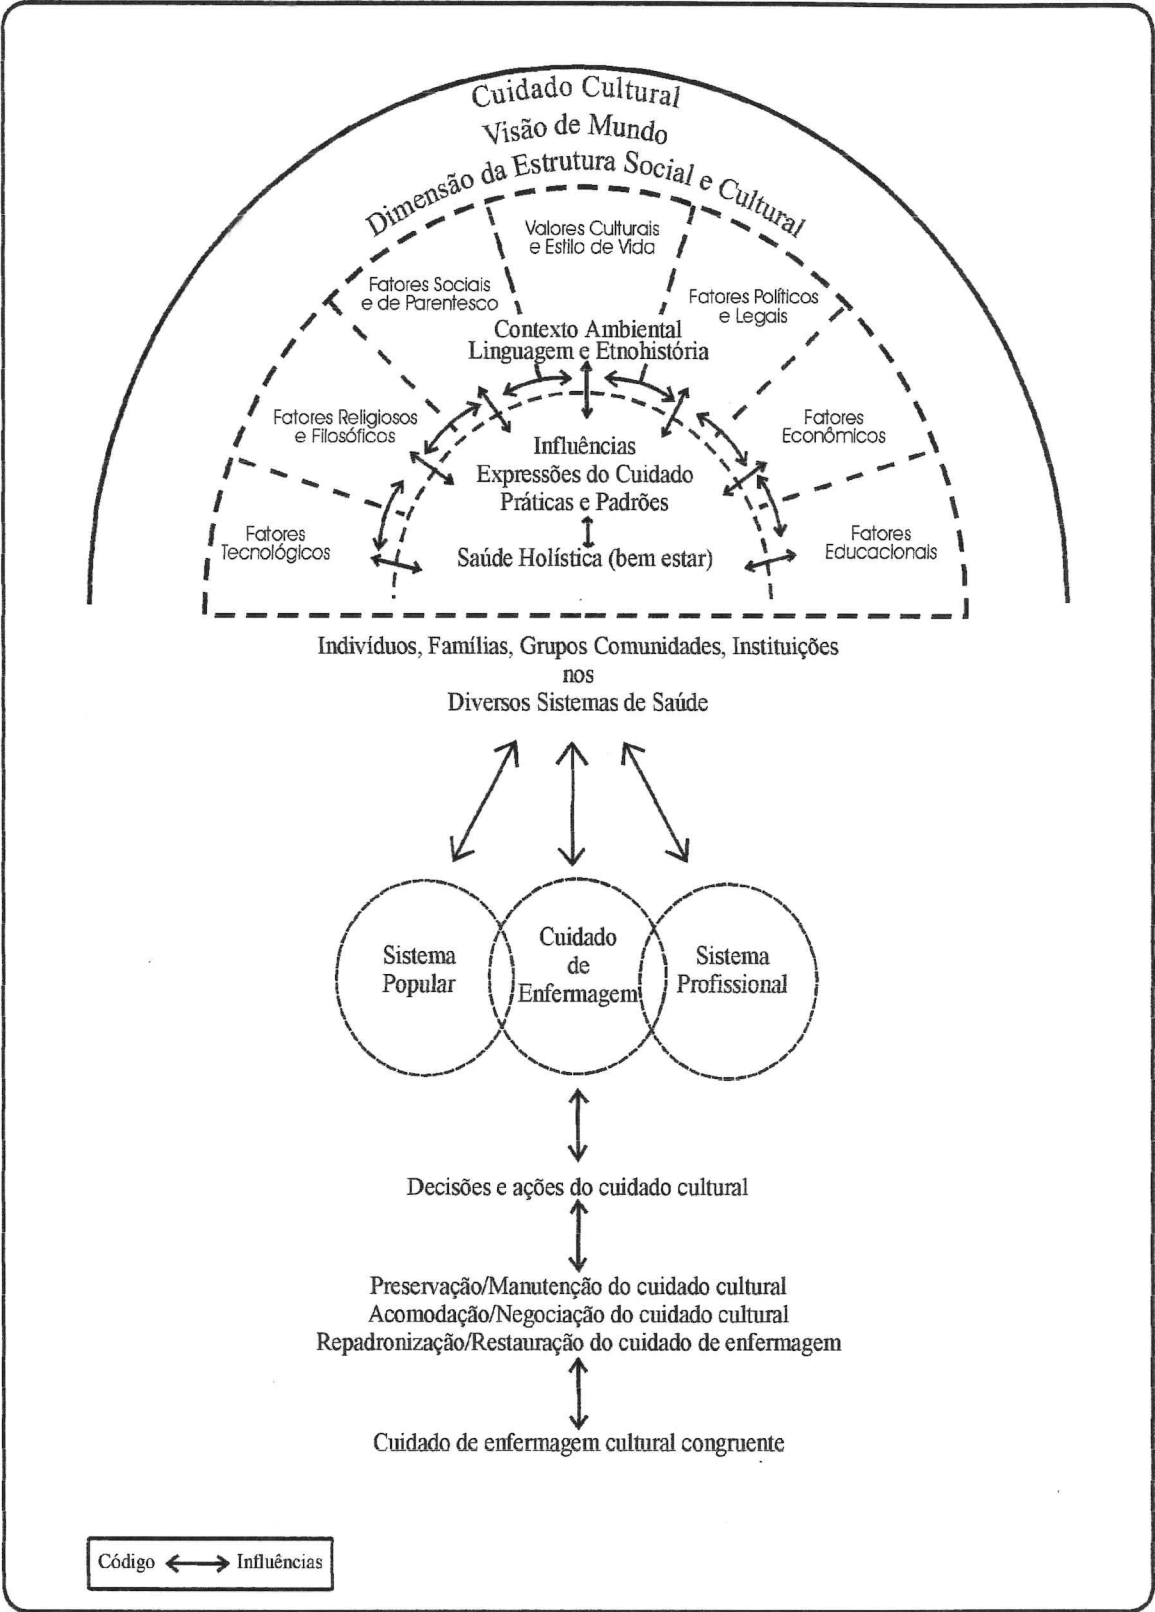 Cuidado Cultural
Visão de Mundo
Dimensão da Estrutura Social e Cultural
Valores Culturais
e Estilo de Vida
Fatores Sociais
e de Parentesco
Fatores Políticos
e Legais
Contexto Ambiental
Linguagem e Etnohistória
Fatores Religiosos
e Filosóficos
Fatores
Econômicos
Influências
Expressões do Cuidado
Práticas e Padrões
Fatores
Tecnológicos
Saúde Holística (bem estar)
Fatores
Educacionais
Indivíduos, Famílias, Grupos Comunidades, Instituições
nos
Diversos Sistemas de Saúde
Sistema
Popular
Cuidado
de
Enfermagem
Sistema
Profissional
Decisões e ações do cuidado cultural
Preservação/Manutenção do cuidado cultural
Acomodação/Negociação do cuidado cultural
Repadronização/Restauração do cuidado de enfermagem
Cuidado de enfermagem cultural congruente
Código Influências